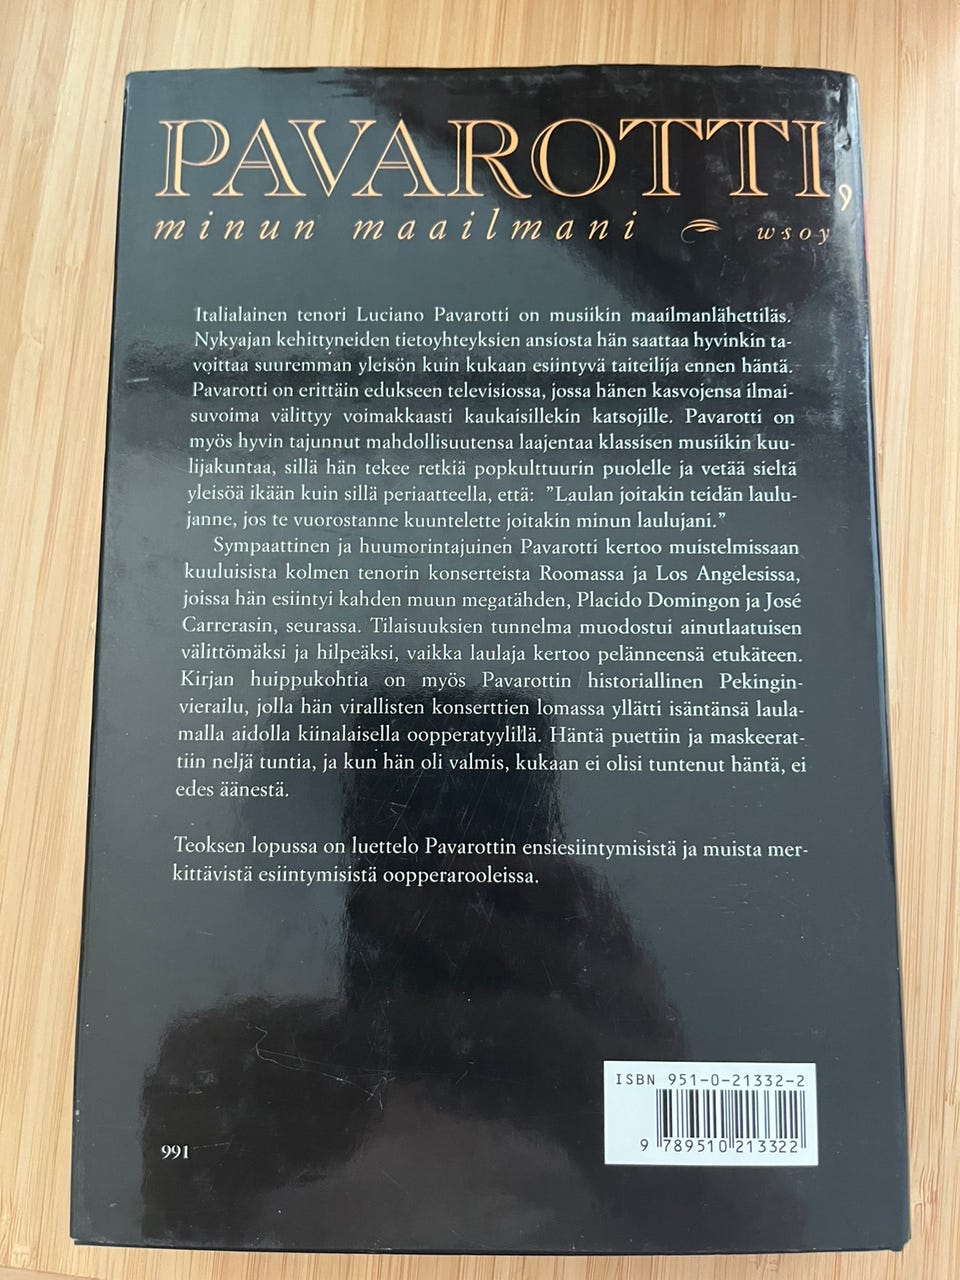 PAVAROTTI,
minun maailmani wsoy
Italialainen tenori Luciano Pavarotti on musiikin maailmanlähettiläs.
Nykyajan kehittyneiden tietoyhteyksien ansiosta hän saattaa hyvinkin ta-
voittaa suuremman yleisön kuin kukaan esiintyvä taiteilija ennen häntä.
Pavarotti on erittäin edukseen televisiossa, jossa hänen kasvojensa ilmai-
suvoima välittyy voimakkaasti kaukaisillekin katsojille. Pavarotti on
myös hyvin tajunnut mahdollisuutensa laajentaa klassisen musiikin kuu-
lijakuntaa, sillä hän tekee retkiä popkulttuurin puolelle ja vetää sieltä
yleisöä ikään kuin sillä periaatteella, että: ”Laulan joitakin teidän laulu-
janne, jos te vuorostanne kuuntelette joitakin minun laulujani.”
Sympaattinen ja huumorintajuinen Pavarotti kertoo muistelmissaan
kuuluisista kolmen tenorin konserteista Roomassa ja Los Angelesissa,
joissa hän esiintyi kahden muun megatähden, Placido Domingon ja José
Carrerasin, seurassa. Tilaisuuksien tunnelma muodostui ainutlaatuisen
välittömäksi ja hilpeäksi, vaikka laulaja kertoo pelänneensä etukäteen.
Kirjan huippukohtia on myös Pavarottin historiallinen Pekingin-
vierailu, jolla hän virallisten konserttien lomassa yllätti isäntänsä laula-
malla aidolla kiinalaisella oopperatyylillä. Häntä puettiin ja maskeerat-
tiin neljä tuntia, ja kun hän oli valmis, kukaan ei olisi tuntenut häntä, ei
edes äänestä.
Teoksen lopussa on luettelo Pavarottin ensiesiintymisistä ja muista mer-
kittävistä esiintymisistä oopperarooleissa.
ISBN 951-0-21332-2
9 789510 213322
991